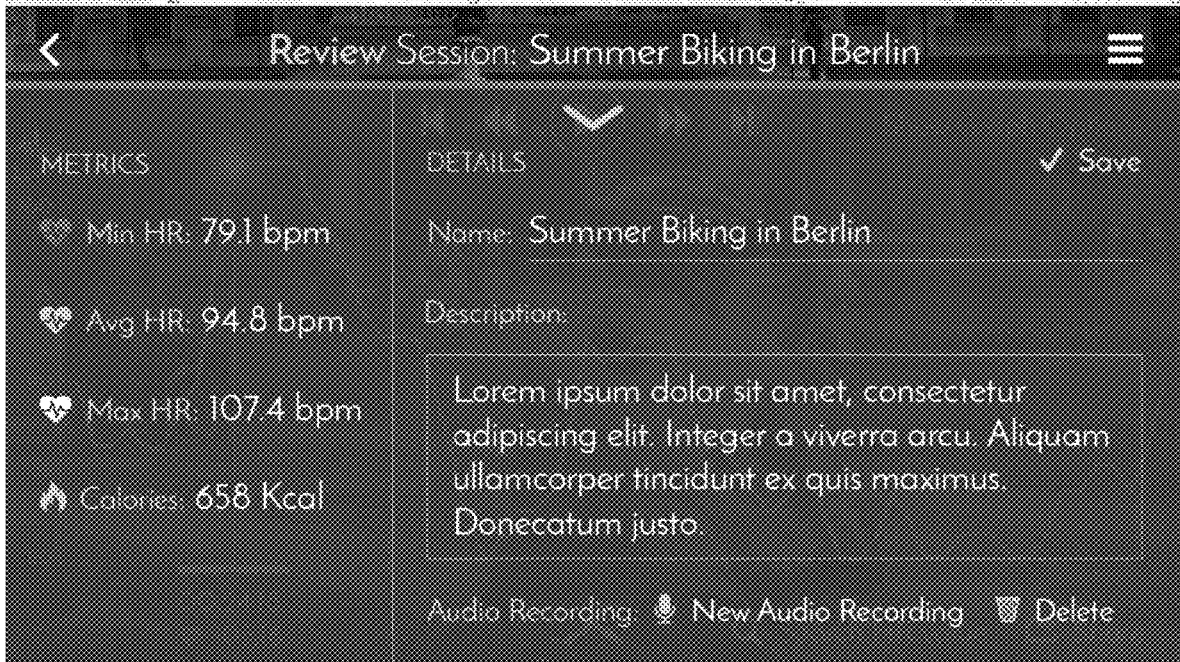 Review Session: Summer Biking in Berlin
METRICS
Min HR: 79.1 bpm
Avg HR: 94.8 bpm
Max HR: 107.4 bpm
Calories: 658 Kcal
DETAILS
Save
Name: Summer Biking in Berlin
Description:
Lorem ipsum dolor sit amet, consectetur
adipiscing elit. Integer a viverra arcu. Aliquam
ullamcorper tincidunt ex quis maximus.
Donecatum justo.
Audio Recording: New Audio Recording Delete